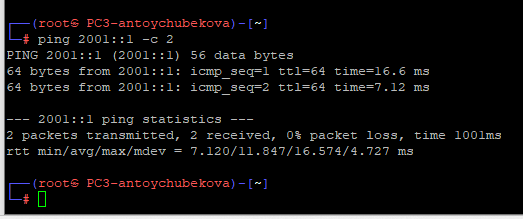 ┌──(root㉿ PC3-antoychubekova)-[~]
└─# ping 2001::1 -c 2
PING 2001::1 (2001::1) 56 data bytes
64 bytes from 2001::1: icmp_seq=1 ttl=64 time=16.6 ms
64 bytes from 2001::1: icmp_seq=2 ttl=64 time=7.12 ms
--- 2001::1 ping statistics ---
2 packets transmitted, 2 received, 0% packet loss, time 1001ms
rtt min/avg/max/mdev = 7.120/11.847/16.574/4.727 ms
┌──(root㉿ PC3-antoychubekova)-[~]
└─#